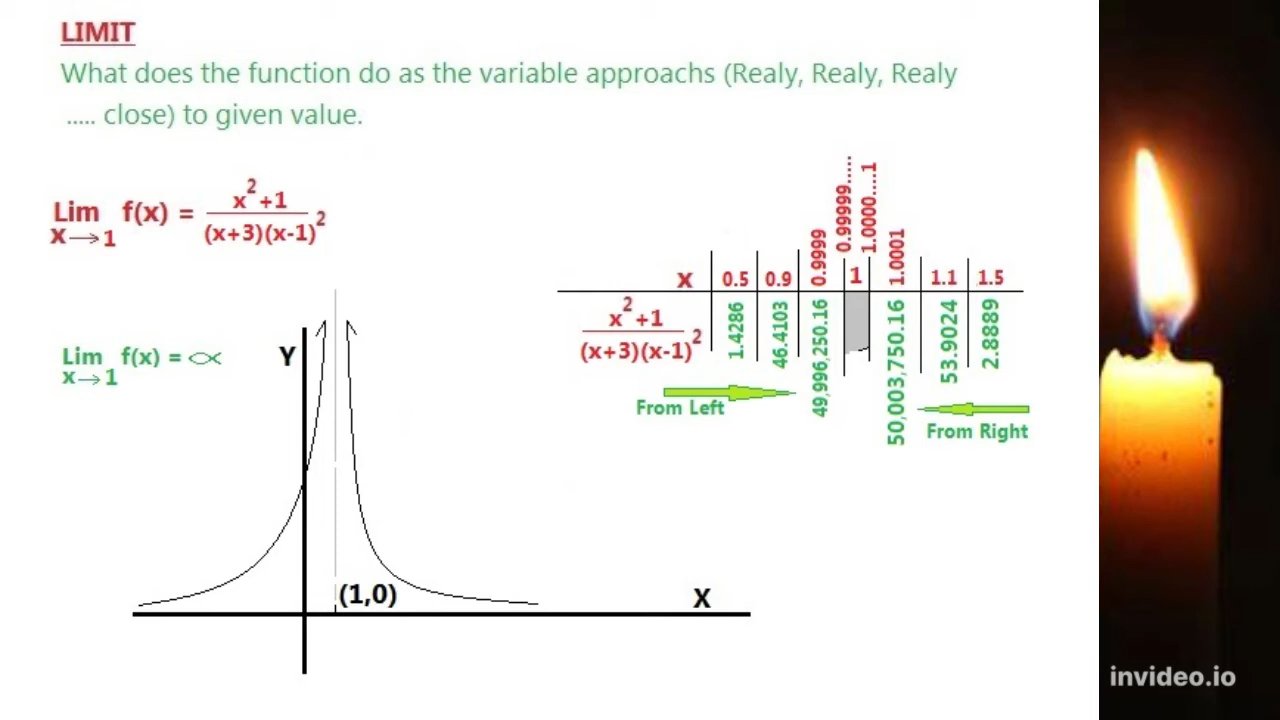 LIMIT
What does the function do as the variable approachs (Realy, Realy, Realy
..... close) to given value.
Lim x→1 f(x) = x²+1 / (x+3)(x-1)²
x 0.5 0.9 0.9999 0.99999..... 1 1.0000....1 1.0001 1.1 1.5
x²+1 / (x+3)(x-1)² 1.4286 46.4103 49,996,250.16 50,003,750.16 53.9024 2.8889
From Left
From Right
Lim x→1 f(x) = ∞
Y
(1,0)
X
invideo.io